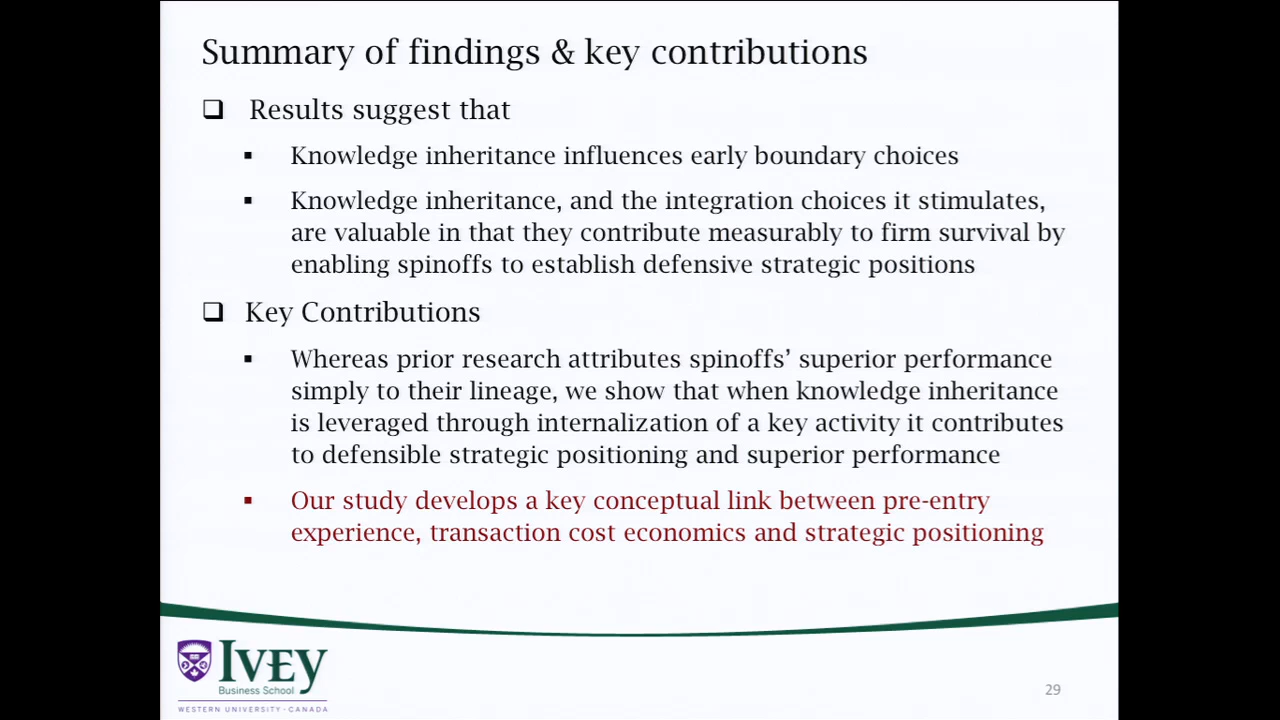 Summary of findings & key contributions
❑ Results suggest that
▪ Knowledge inheritance influences early boundary choices
▪ Knowledge inheritance, and the integration choices it stimulates,
are valuable in that they contribute measurably to firm survival by
enabling spinoffs to establish defensive strategic positions
❑ Key Contributions
▪ Whereas prior research attributes spinoffs’ superior performance
simply to their lineage, we show that when knowledge inheritance
is leveraged through internalization of a key activity it contributes
to defensible strategic positioning and superior performance
▪ Our study develops a key conceptual link between pre-entry
experience, transaction cost economics and strategic positioning
IVEY
Business School
WESTERN UNIVERSITY · CANADA
29